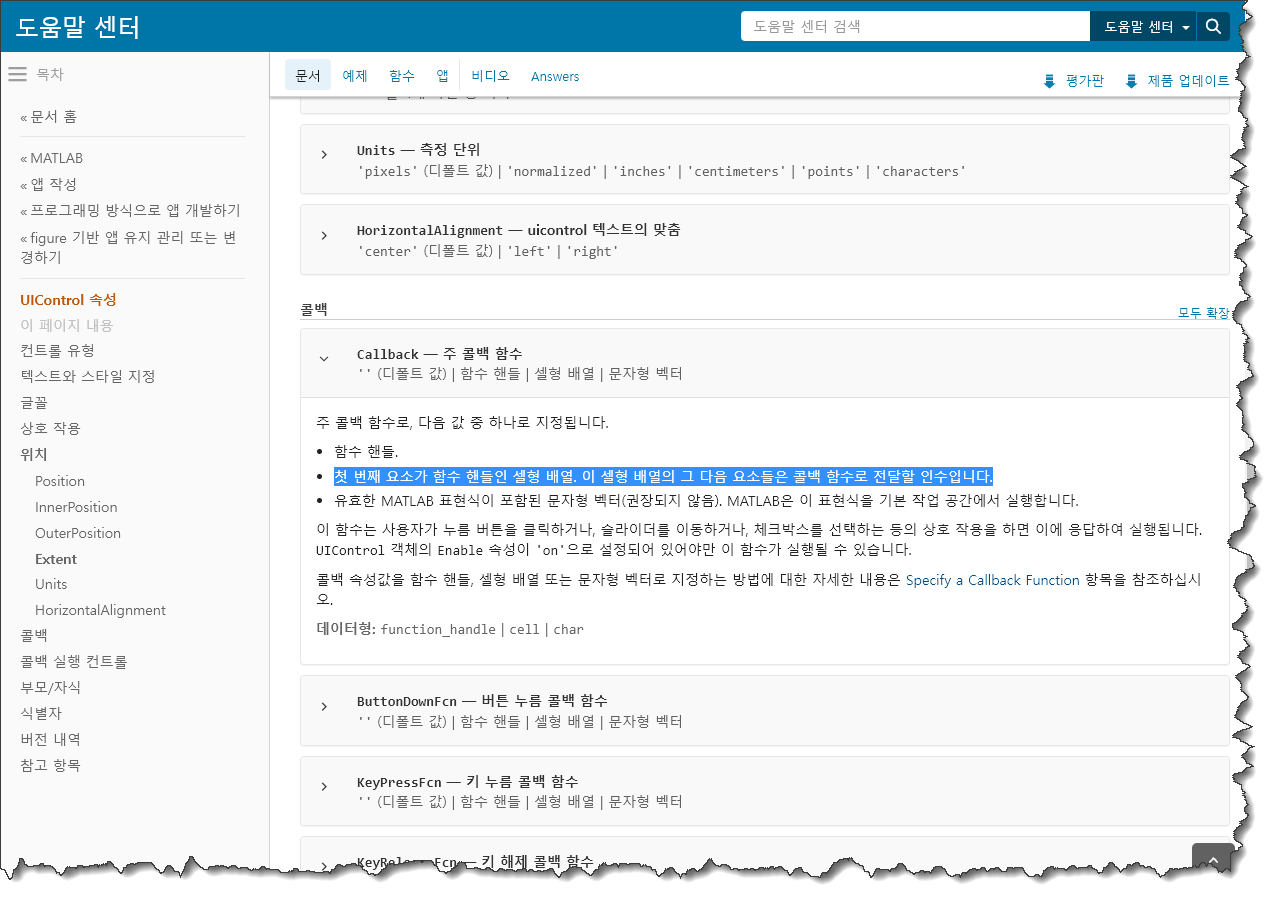 도움말 센터
도움말 센터 검색
도움말 센터
목차
문서 예제 함수 앱 비디오 Answers
평가판 제품 업데이트
« 문서 홈
« MATLAB
« 앱 작성
« 프로그래밍 방식으로 앱 개발하기
« figure 기반 앱 유지 관리 또는 변
경하기
UIControl 속성
이 페이지 내용
컨트롤 유형
텍스트와 스타일 지정
글꼴
상호 작용
위치
Position
InnerPosition
OuterPosition
Extent
Units
HorizontalAlignment
콜백
콜백 실행 컨트롤
부모/자식
식별자
버전 내역
참고 항목
Units — 측정 단위
'pixels' (디폴트 값) | 'normalized' | 'inches' | 'centimeters' | 'points' | 'characters'
HorizontalAlignment — uicontrol 텍스트의 맞춤
'center' (디폴트 값) | 'left' | 'right'
콜백
모두 확장
Callback — 주 콜백 함수
'' (디폴트 값) | 함수 핸들 | 셀형 배열 | 문자형 벡터
주 콜백 함수로, 다음 값 중 하나로 지정됩니다.
• 함수 핸들.
• 첫 번째 요소가 함수 핸들인 셀형 배열. 이 셀형 배열의 그 다음 요소들은 콜백 함수로 전달할 인수입니다.
• 유효한 MATLAB 표현식이 포함된 문자형 벡터(권장되지 않음). MATLAB은 이 표현식을 기본 작업 공간에서 실행합니다.
이 함수는 사용자가 누름 버튼을 클릭하거나, 슬라이더를 이동하거나, 체크박스를 선택하는 등의 상호 작용을 하면 이에 응답하여 실행됩니다.
UIControl 객체의 Enable 속성이 'on'으로 설정되어 있어야만 이 함수가 실행될 수 있습니다.
콜백 속성값을 함수 핸들, 셀형 배열 또는 문자형 벡터로 지정하는 방법에 대한 자세한 내용은 Specify a Callback Function 항목을 참조하십시
오.
데이터형: function_handle | cell | char
ButtonDownFcn — 버튼 누름 콜백 함수
'' (디폴트 값) | 함수 핸들 | 셀형 배열 | 문자형 벡터
KeyPressFcn — 키 누름 콜백 함수
'' (디폴트 값) | 함수 핸들 | 셀형 배열 | 문자형 벡터
KeyReleaseFcn — 키 해제 콜백 함수